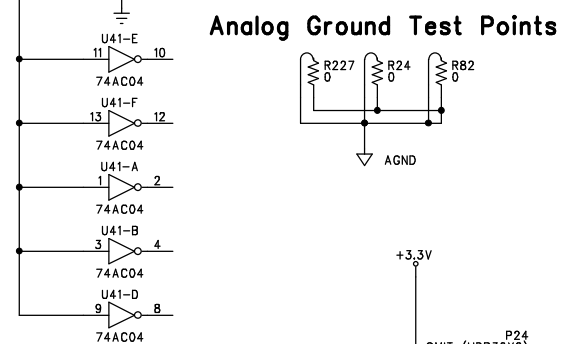 Analog Ground Test Points
U41-E
11 10
74AC04
U41-F
13 12
74AC04
U41-A
1 2
74AC04
U41-B
3 4
74AC04
U41-D
9 8
74AC04
R227
0
R24
0
R82
0
AGND
+3.3V
P24